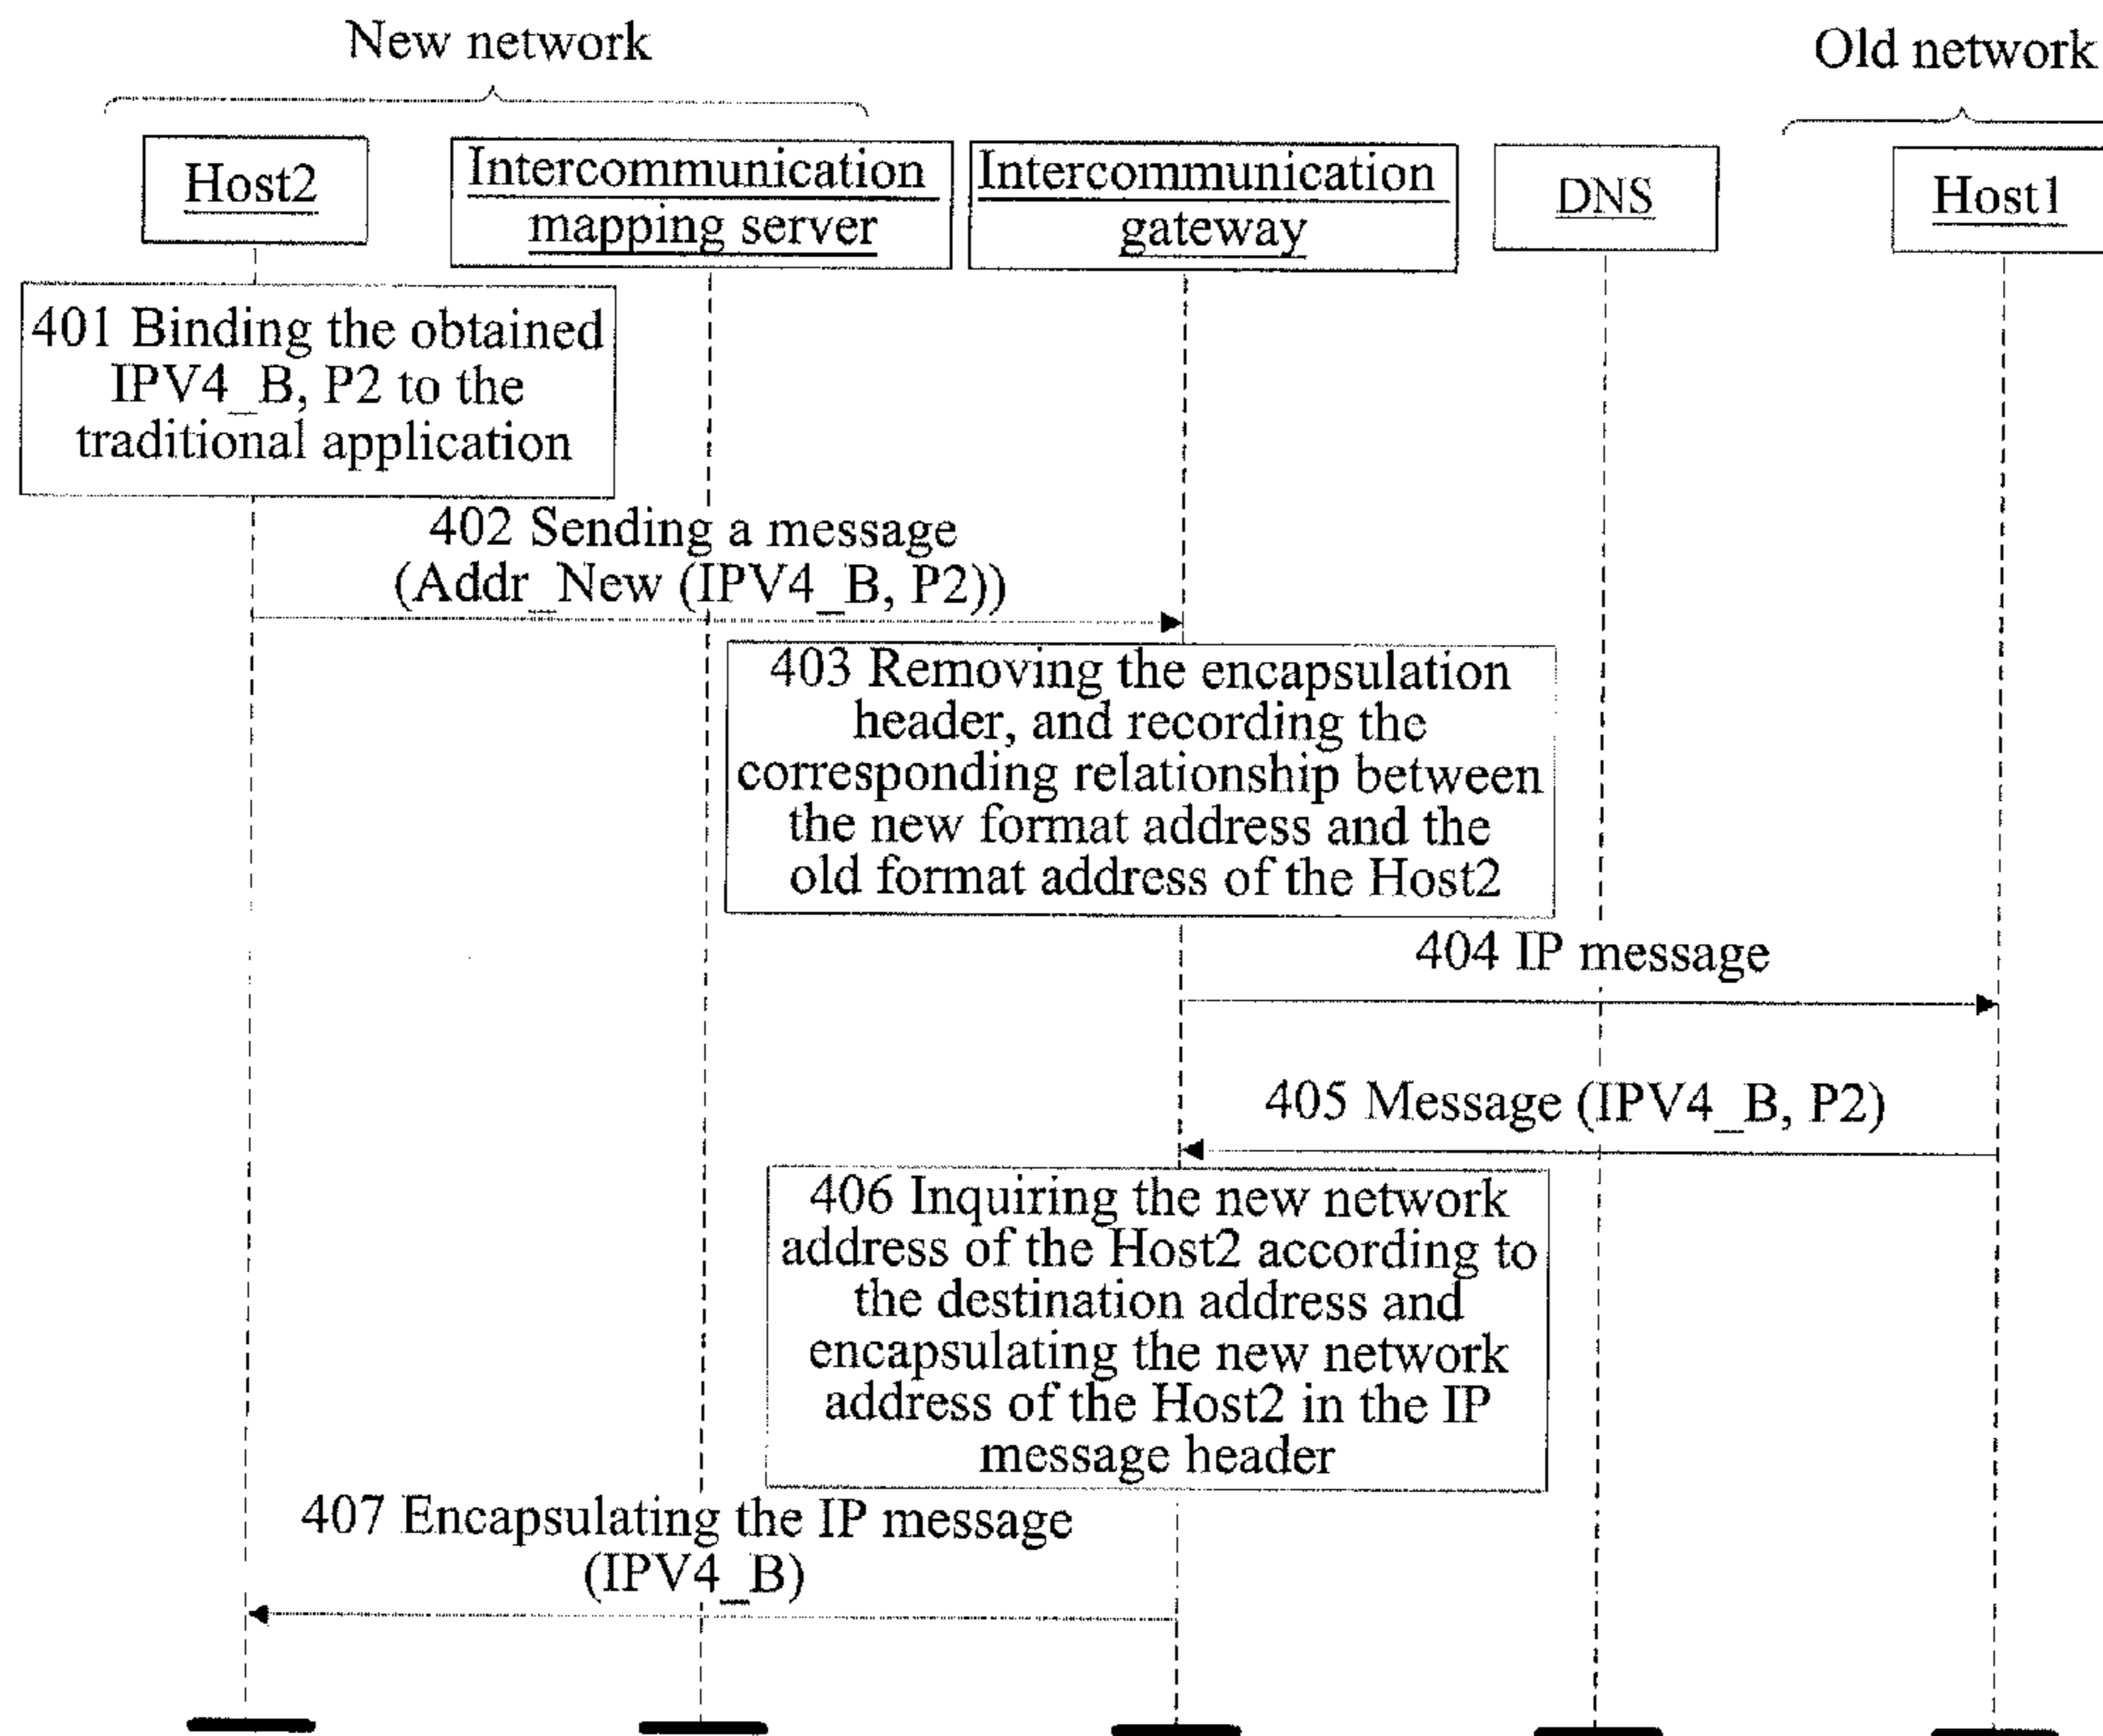 New network
Old network
Host2
Intercommunication
mapping server
Intercommunication
gateway
DNS
Host1
401 Binding the obtained
IPV4_B, P2 to the
traditional application
402 Sending a message
(Addr_New (IPV4_B, P2))
403 Removing the encapsulation
header, and recording the
corresponding relationship between
the new format address and the
old format address of the Host2
404 IP message
405 Message (IPV4_B, P2)
406 Inquiring the new network
address of the Host2 according to
the destination address and
encapsulating the new network
address of the Host2 in the IP
message header
407 Encapsulating the IP message
(IPV4_B)